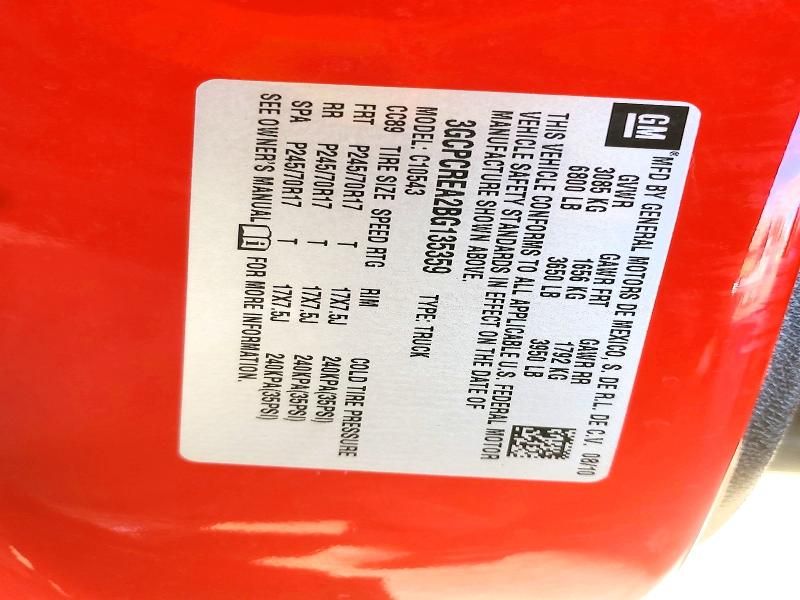 GM ® MFD BY GENERAL MOTORS DE MEXICO, S. DE R.L. DE C.V. 08/10
GVWR GAWR FRT GAWR RR
3085 KG 1656 KG 1792 KG
6800 LB 3650 LB 3950 LB
THIS VEHICLE CONFORMS TO ALL APPLICABLE U.S. FEDERAL MOTOR
VEHICLE SAFETY STANDARDS IN EFFECT ON THE DATE OF
MANUFACTURE SHOWN ABOVE.
3GCPCREA2BG135359 TYPE: TRUCK
MODEL: C10543
CC89 TIRE SIZE SPEED RTG RIM COLD TIRE PRESSURE
FRT P245/70R17 T 17X7.5J 240KPA(35PSI)
RR P245/70R17 T 17X7.5J 240KPA(35PSI)
SPA P245/70R17 T 17X7.5J 240KPA(35PSI)
SEE OWNER'S MANUAL i FOR MORE INFORMATION.